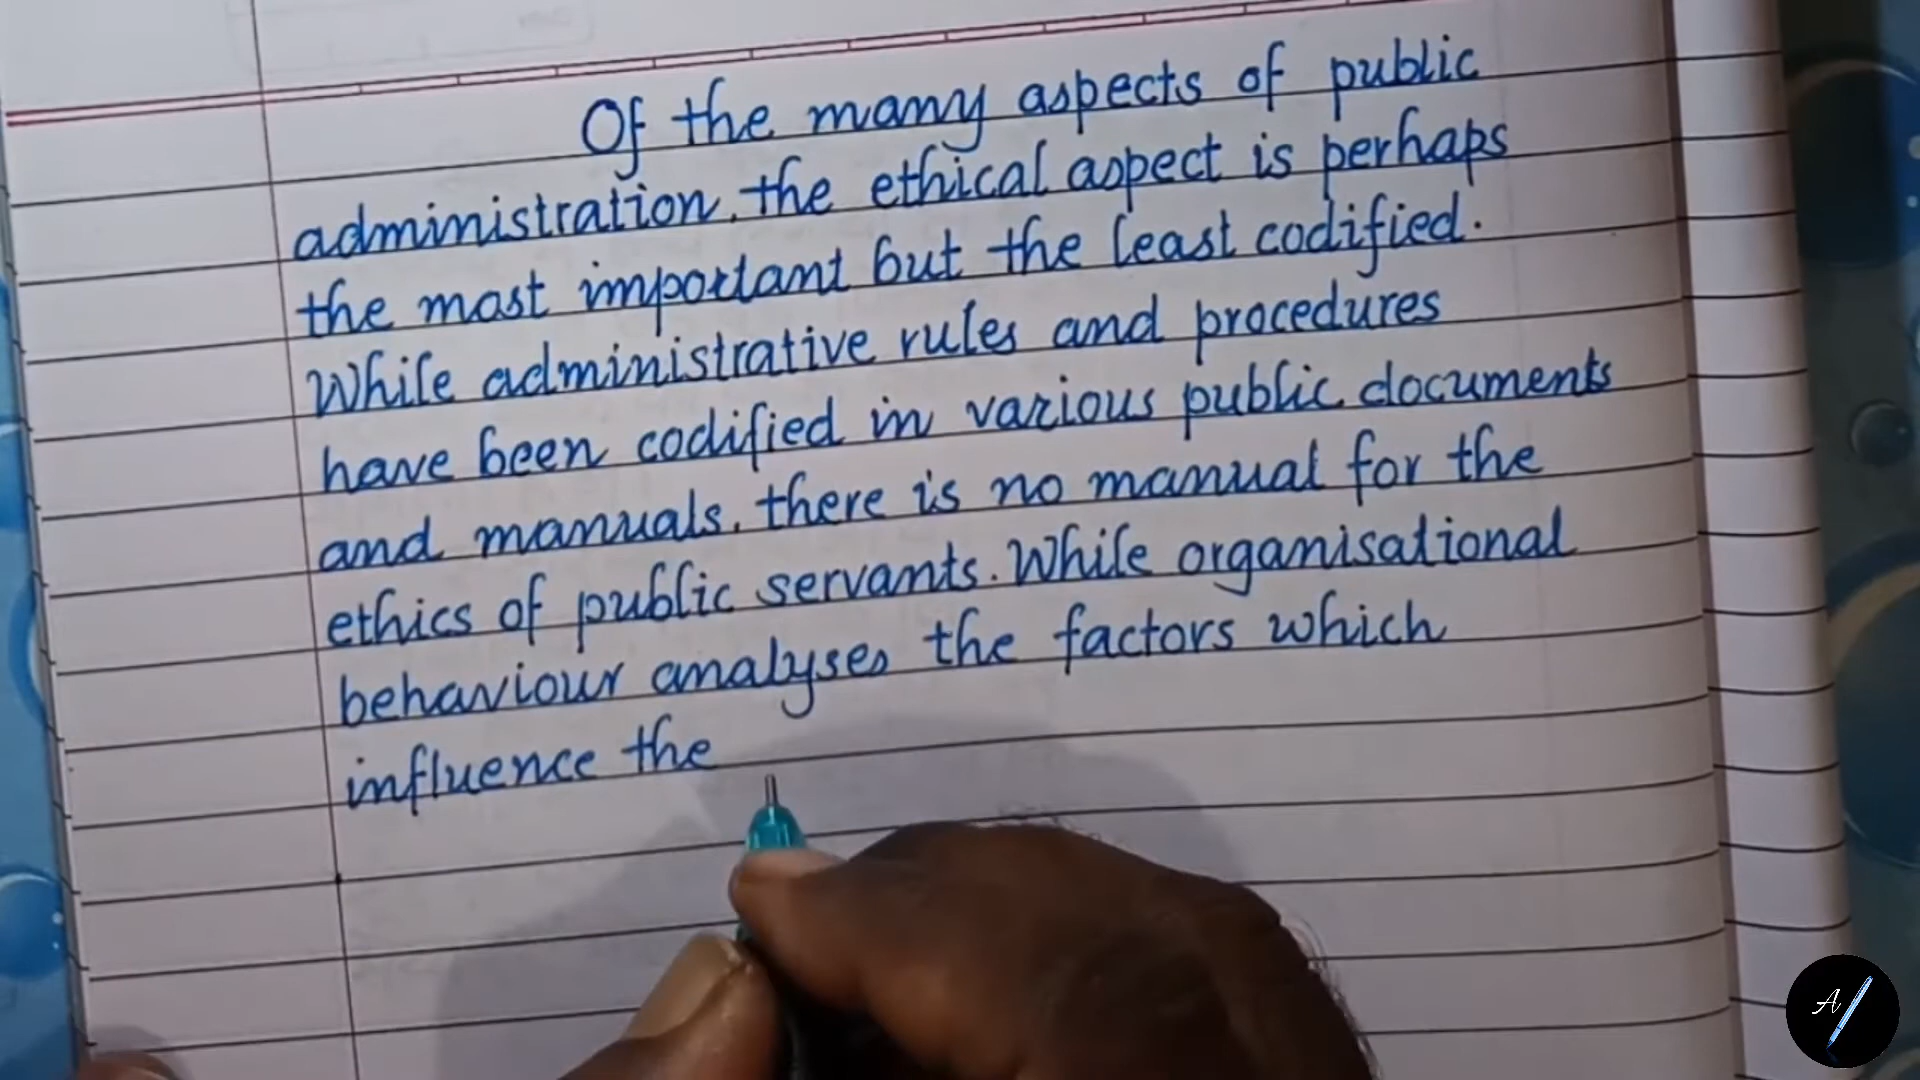 Of the many aspects of public
administration, the ethical aspect is perhaps
the most important but the least codified.
While administrative rules and procedures
have been codified in various public documents
and manuals, there is no manual for the
ethics of public servants. While organisational
behaviour analyses the factors which
influence the
A